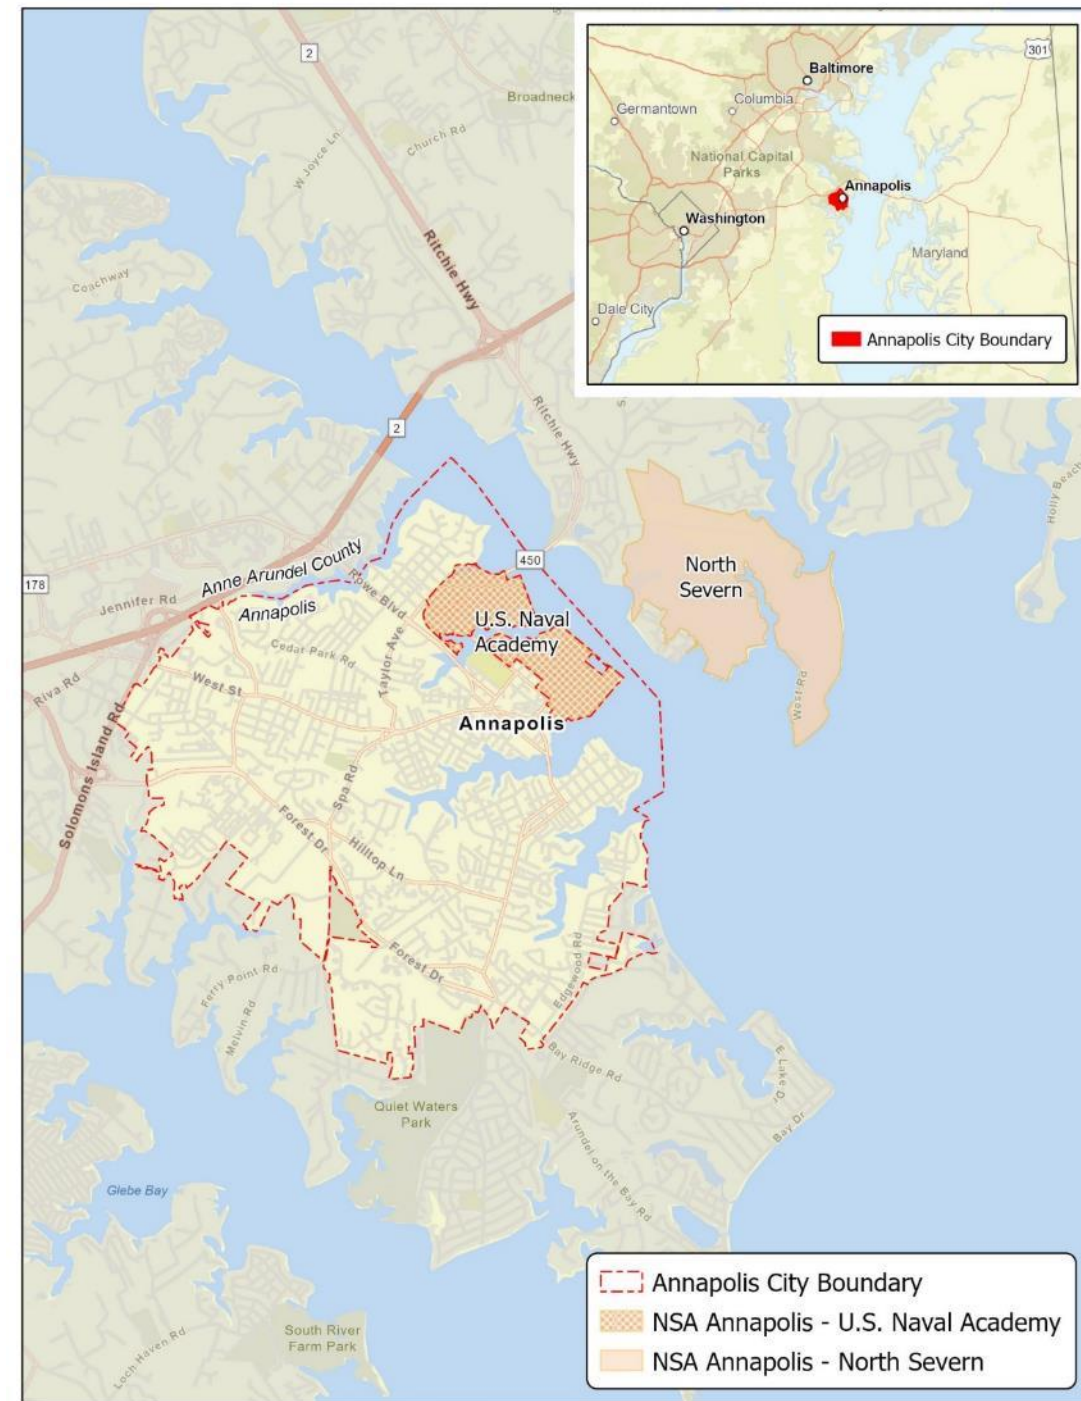 2
Broadneck
Church Rd
W Joyce Ln
Ritchie Hwy
Coachway
2
Ritchie Hwy
Holly Beach
301
Baltimore
Germantown
Columbia
National Capital
Parks
Annapolis
Washington
Maryland
Dale City
Annapolis City Boundary
178
Anne Arundel County
Annapolis
Jennifer Rd
Rowe Blvd
450
North
Severn
U.S. Naval
Academy
Cedar Park Rd
Taylor Ave
West St
Riva Rd
West Rd
Annapolis
Solomons Island Rd
Spa Rd
Forest Dr
Hilltop Ln
Forest Dr
Edgewood Rd
Ferry Point Rd
Melvin Rd
Bay Ridge Rd
E Lake Dr
Bay Dr
Quiet Waters
Park
Arundel on the Bay Rd
Glebe Bay
South River
Farm Park
Loch Haven Rd
Annapolis City Boundary
NSA Annapolis - U.S. Naval Academy
NSA Annapolis - North Severn